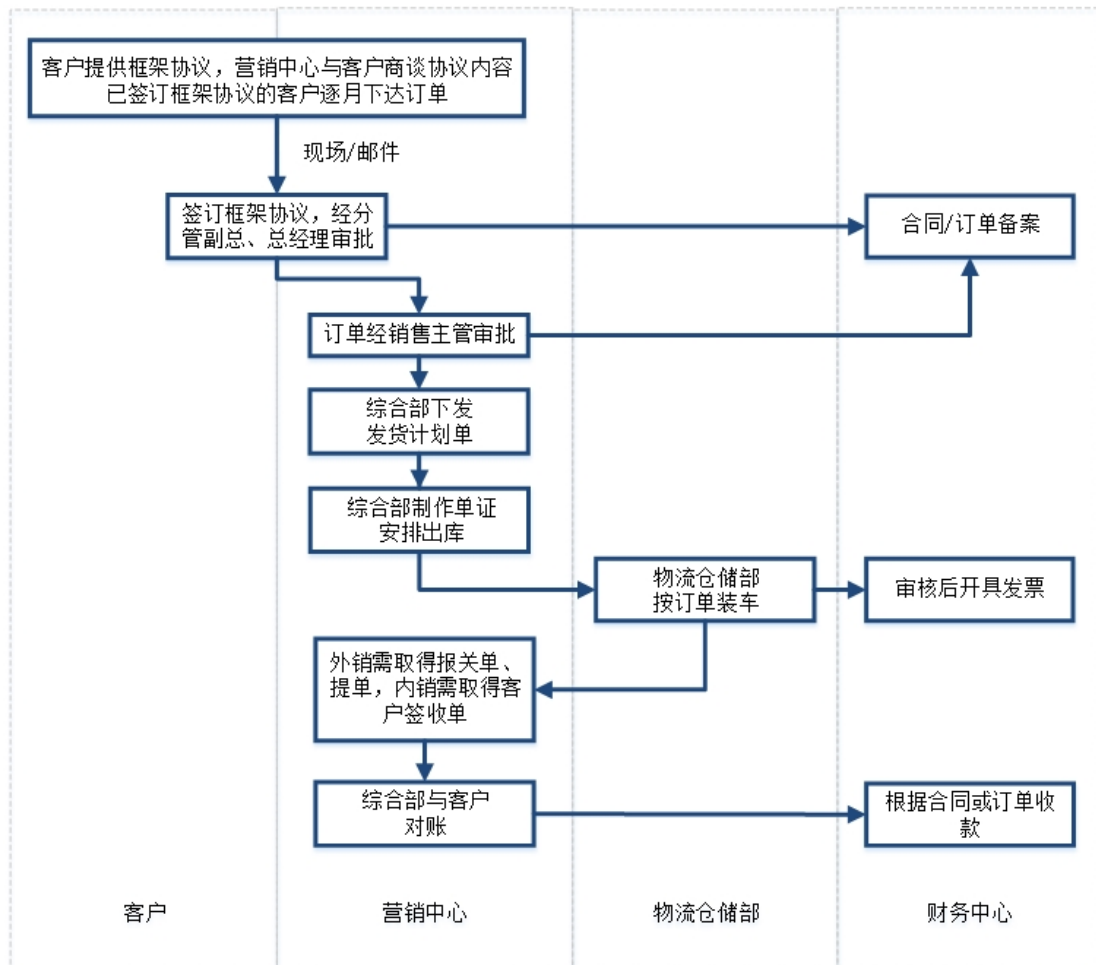 客户提供框架协议，营销中心与客户商谈协议内容
已签订框架协议的客户逐月下达订单
现场/邮件
签订框架协议，经分
管副总、总经理审批
合同/订单备案
订单经销售主管审批
综合部下发
发货计划单
综合部制作单证
安排出库
物流仓储部
按订单装车
审核后开具发票
外销需取得报关单、
提单，内销需取得客
户签收单
综合部与客户
对账
根据合同或订单收
款
客户
营销中心
物流仓储部
财务中心